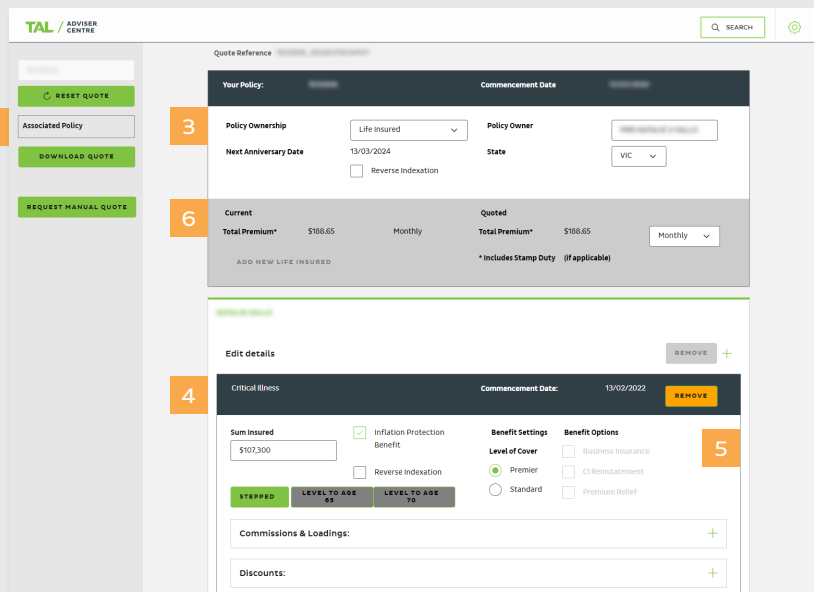 TAL / ADVISER CENTRE
SEARCH
Quote Reference
RESET QUOTE
Associated Policy
DOWNLOAD QUOTE
REQUEST MANUAL QUOTE
Your Policy:
Commencement Date
3
Policy Ownership
Life Insured
Policy Owner
Next Anniversary Date
13/03/2024
State
VIC
Reverse Indexation
6
Current
Quoted
Total Premium*
$188.65
Monthly
Total Premium*
$188.65
Monthly
ADD NEW LIFE INSURED
* Includes Stamp Duty (if applicable)
Edit details
REMOVE
4
Critical Illness
Commencement Date:
13/02/2022
REMOVE
Sum Insured
$107,300
Inflation Protection
Benefit
Reverse Indexation
Benefit Settings
Level of Cover
Premier
Standard
Benefit Options
Business Insurance
CI Reinstatement
Premium Relief
5
STEPPED
LEVEL TO AGE
65
LEVEL TO AGE
70
Commissions & Loadings:
Discounts: